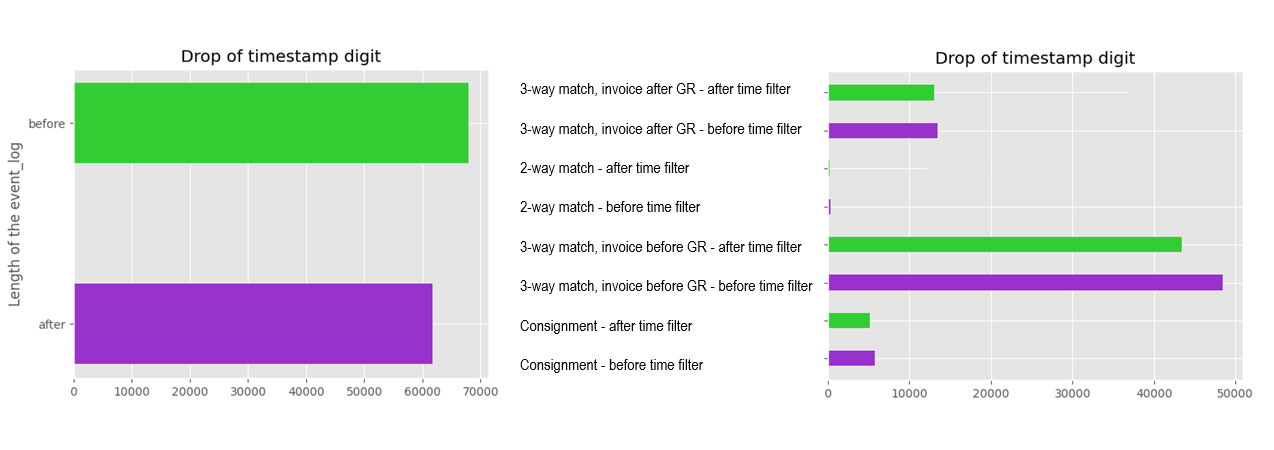 Drop of timestamp digit
Length of the event_log
before
after
0 10000 20000 30000 40000 50000 60000 70000
Drop of timestamp digit
3-way match, invoice after GR - after time filter
3-way match, invoice after GR - before time filter
2-way match - after time filter
2-way match - before time filter
3-way match, invoice before GR - after time filter
3-way match, invoice before GR - before time filter
Consignment - after time filter
Consignment - before time filter
0 10000 20000 30000 40000 50000